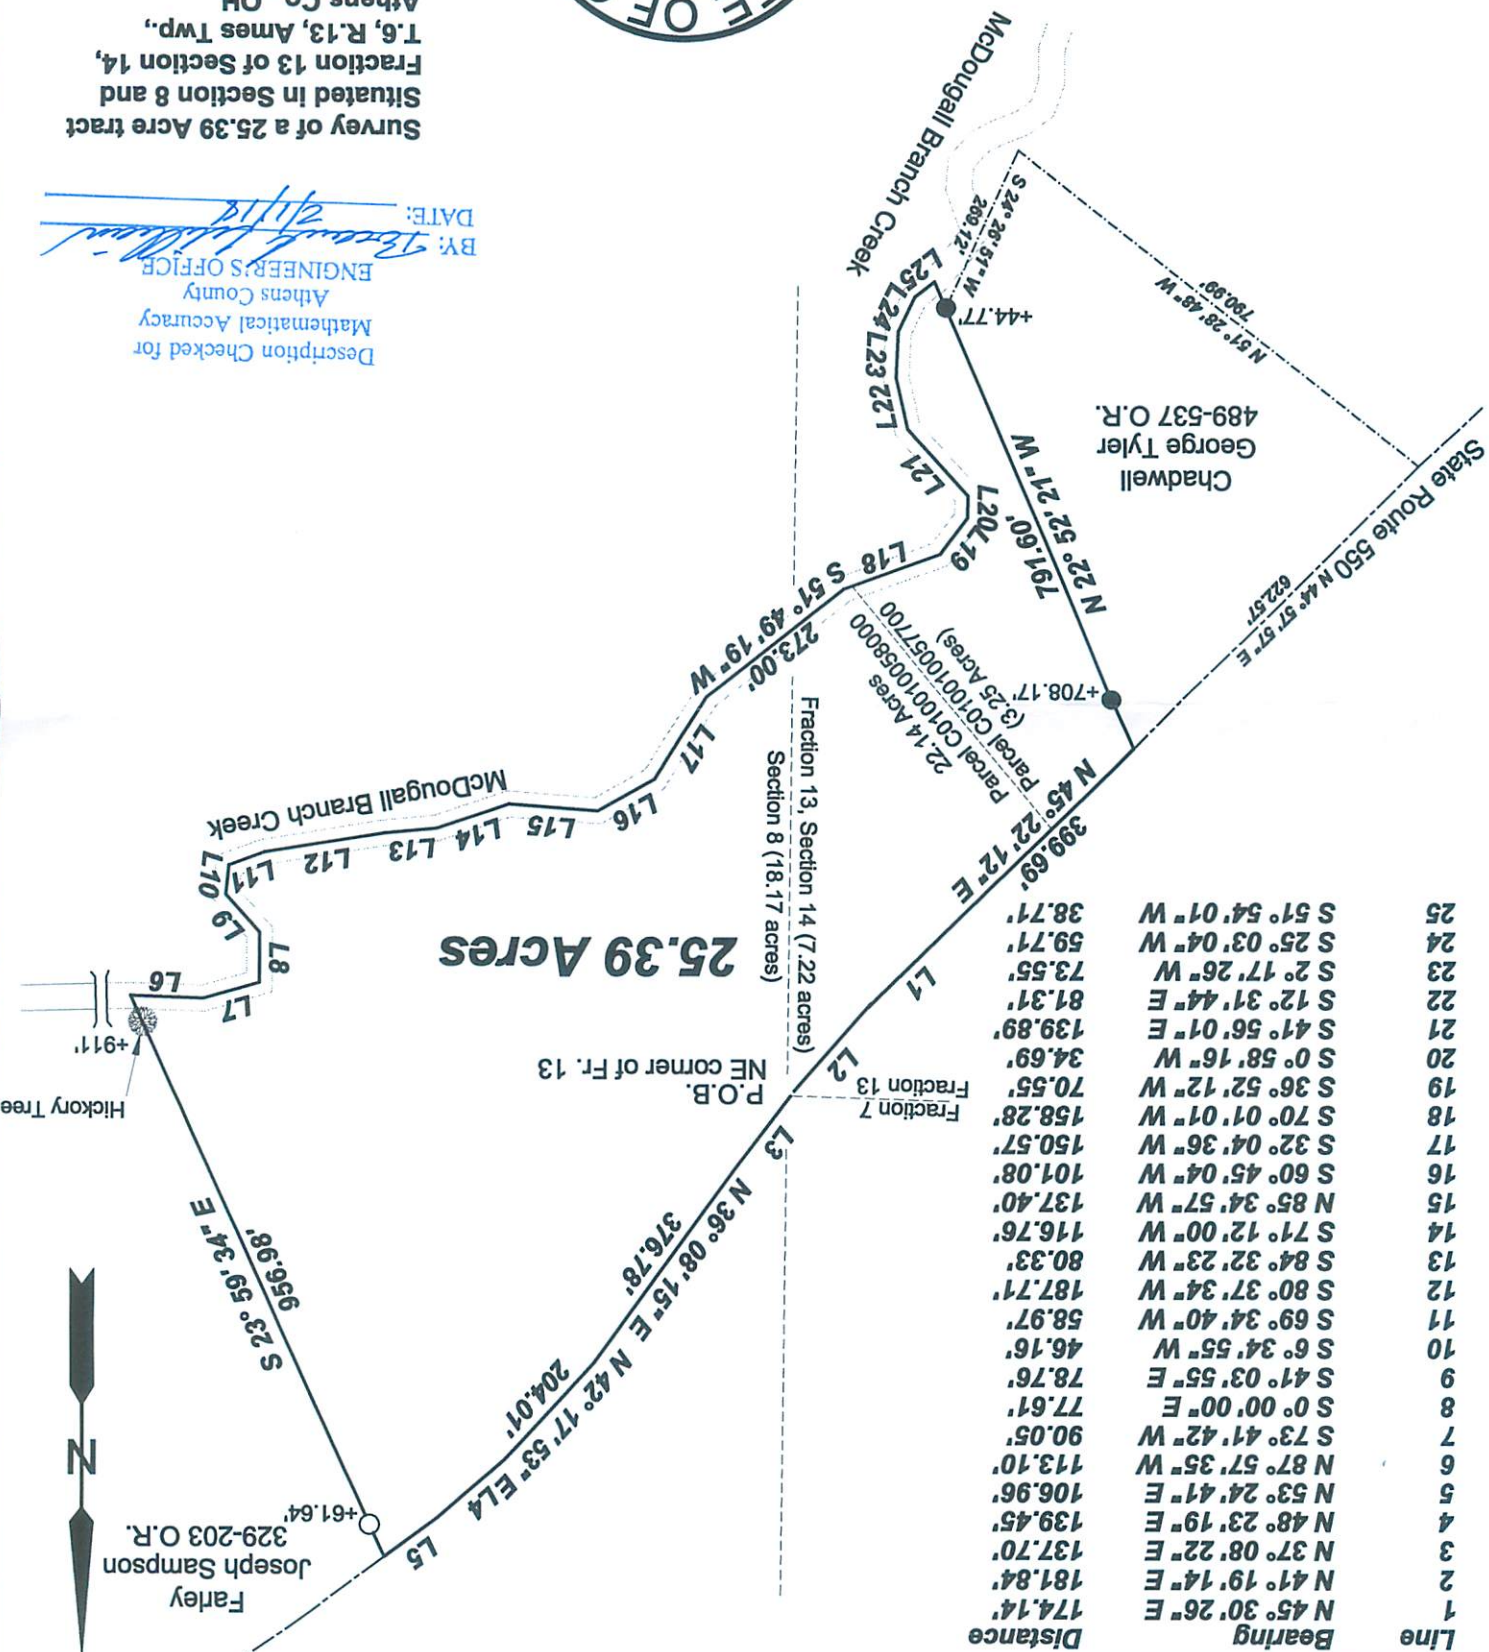 Line Bearing Distance
1 N 45° 30' 26" E 174.14'
2 N 41° 19' 14" E 181.84'
3 N 37° 08' 22" E 137.70'
4 N 48° 23' 19" E 139.45'
5 N 53° 24' 41" E 106.96'
6 N 87° 57' 35" W 113.10'
7 S 73° 41' 42" W 90.05'
8 S 0° 00' 00" E 77.61'
9 S 41° 03' 55" E 78.76'
10 S 6° 34' 55" W 46.16'
11 S 69° 34' 40" W 58.97'
12 S 80° 37' 34" W 187.71'
13 S 84° 32' 23" W 80.33'
14 S 71° 12' 00" W 116.76'
15 N 85° 34' 57" W 137.40'
16 S 60° 45' 04" W 101.08'
17 S 32° 04' 36" W 150.57'
18 S 70° 01' 01" W 158.28'
19 S 36° 52' 12" W 70.55'
20 S 0° 58' 16" W 34.69'
21 S 41° 56' 01" E 139.89'
22 S 12° 31' 44" E 81.31'
23 S 2° 17' 26" W 73.55'
24 S 25° 03' 04" W 59.71'
25 S 51° 54' 01" W 38.71'
Farley
Joseph Sampson
329-203 O.R.
+61.64'
N
L5
L4
N 42° 17' 53" E
204.01'
N 36° 08' 15" E
376.78'
L3
S 23° 59' 34" E
956.98'
Hickory Tree
+911'
Fraction 7
Fraction 13
P.O.B.
NE corner of Fr. 13
L2
L1
25.39 Acres
Fraction 13, Section 14 (7.22 acres)
Section 8 (18.17 acres)
L6
L7
L8
L9
L10
L11
L12
L13
L14
L15
L16
L17
McDougall Branch Creek
N 45° 22' 12" E
399.69'
22.14 Acres
Parcel C010010058000
Parcel C010010057700
(3.25 Acres)
S 51° 49' 19" W
273.00'
L18
L19
L20
L21
L22
L23
L24
L25
+708.17'
N 22° 52' 21" W
791.60'
+44.77'
State Route 550
N 44° 57' 57" E
622.57'
Chadwell
George Tyler
489-537 O.R.
N 51° 28' 48" W
790.99'
S 24° 26' 51" W
269.12'
McDougall Branch Creek
McDougall Branch Creek
Description Checked for
Mathematical Accuracy
Athens County
ENGINEER'S OFFICE
BY:
DATE: 2/1/18
Survey of a 25.39 Acre tract
Situated in Section 8 and
Fraction 13 of Section 14,
T.6, R.13, Ames Twp.,
Athens Co., OH
E OF O